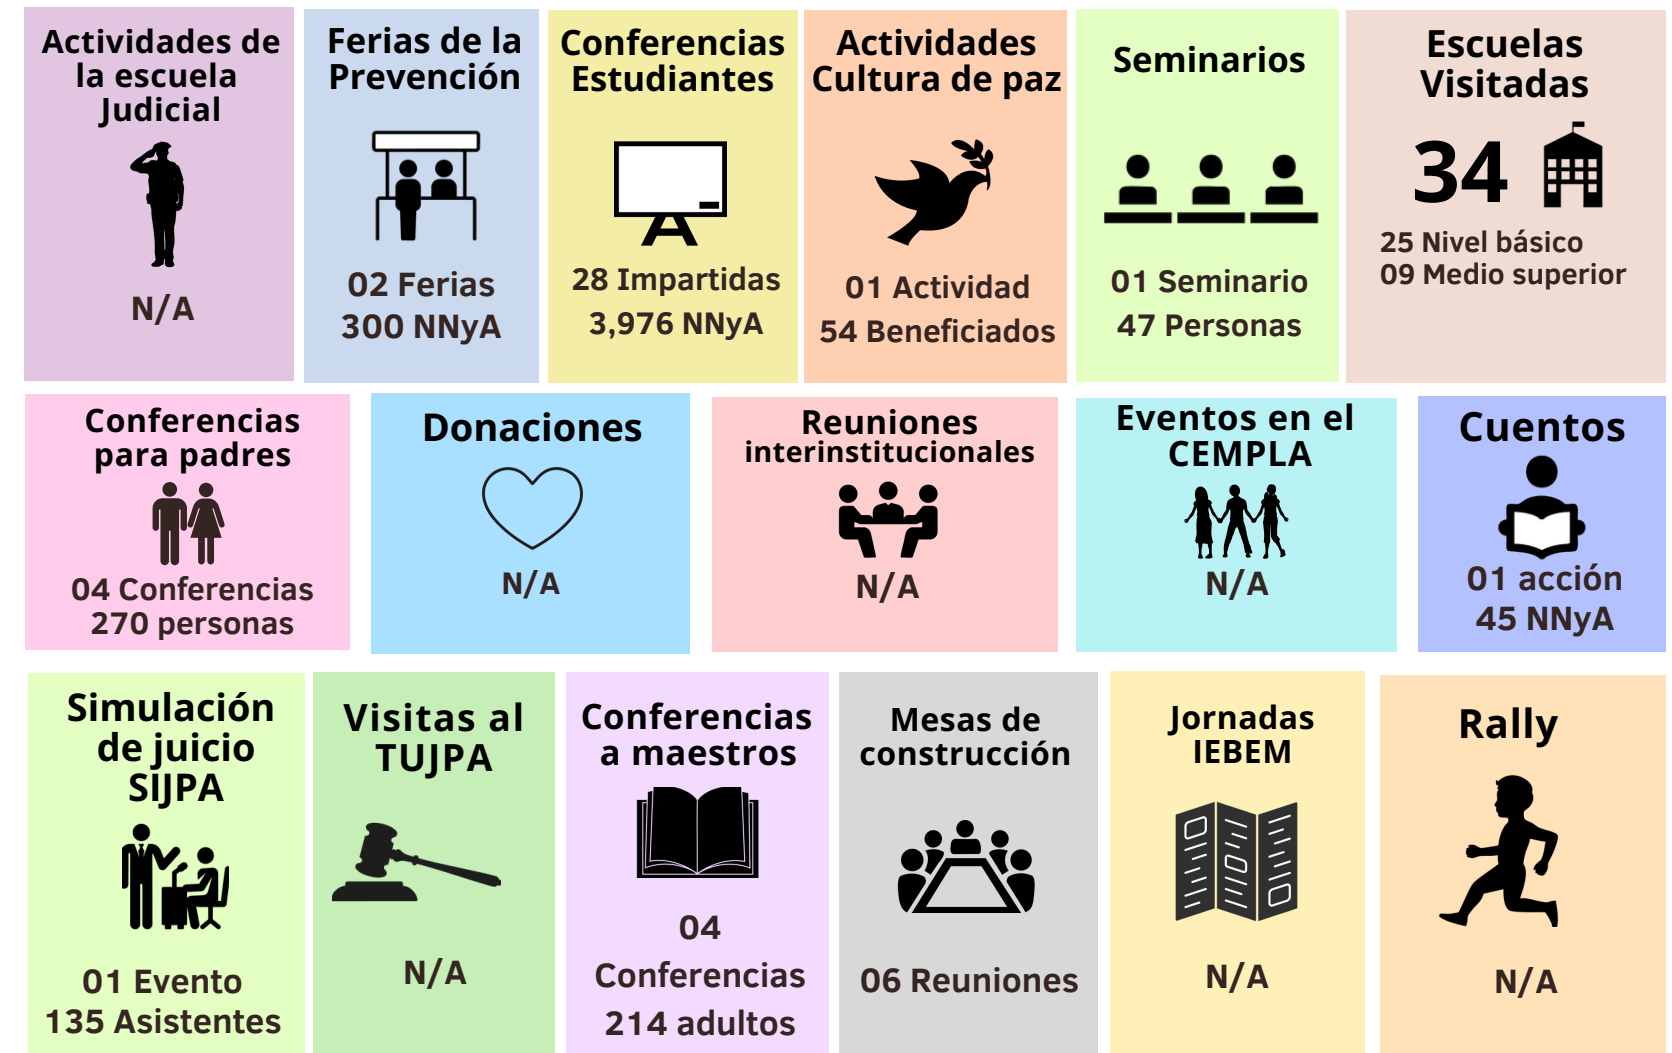 Actividades de
la escuela
Judicial
N/A
Ferias de la
Prevención
02 Ferias
300 NNyA
Conferencias
Estudiantes
28 Impartidas
3,976 NNyA
Actividades
Cultura de paz
01 Actividad
54 Beneficiados
Seminarios
01 Seminario
47 Personas
Escuelas
Visitadas
34
25 Nivel básico
09 Medio superior
Conferencias
para padres
04 Conferencias
270 personas
Donaciones
N/A
Reuniones
interinstitucionales
N/A
Eventos en el
CEMPLA
N/A
Cuentos
01 acción
45 NNyA
Simulación
de juicio
SIJPA
01 Evento
135 Asistentes
Visitas al
TUJPA
N/A
Conferencias
a maestros
04
Conferencias
214 adultos
Mesas de
construcción
06 Reuniones
Jornadas
IEBEM
N/A
Rally
N/A